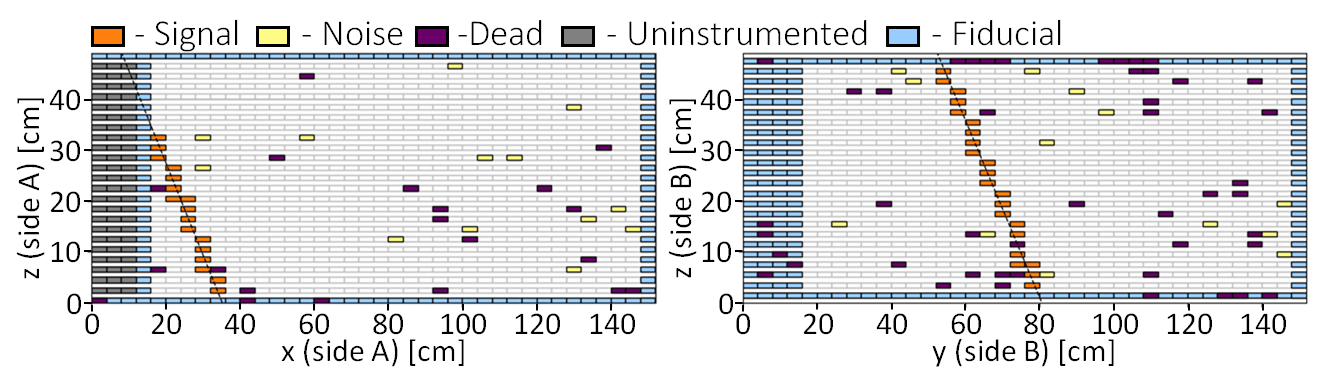 - Signal - Noise -Dead - Uninstrumented - Fiducial
z (side A) [cm]
40
30
20
10
0
0 20 40 60 80 100 120 140
x (side A) [cm]
z (side B) [cm]
40
30
20
10
0
0 20 40 60 80 100 120 140
y (side B) [cm]